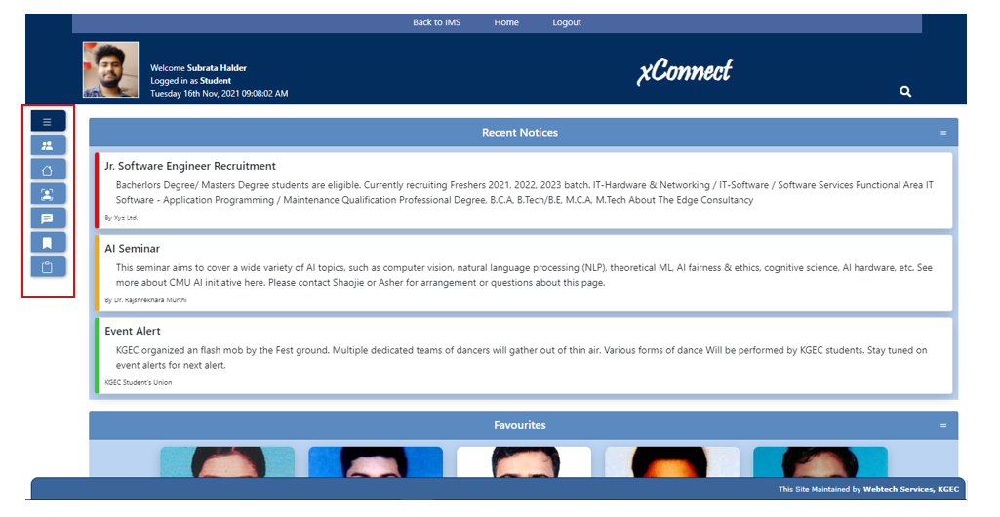 Back to IMS Home Logout
Welcome Subrata Halder
Logged in as Student
Tuesday 16th Nov, 2021 09:08:02 AM
xConnect
Recent Notices
Jr. Software Engineer Recruitment
Bacherlors Degree/ Masters Degree students are eligible. Currently recruiting Freshers 2021, 2022, 2023 batch. IT-Hardware & Networking / IT-Software / Software Services Functional Area IT
Software - Application Programming / Maintenance Qualification Professional Degree, B.C.A, B.Tech/B.E, M.C.A, M.Tech About The Edge Consultancy
By Xyz Ltd.
AI Seminar
This seminar aims to cover a wide variety of AI topics, such as computer vision, natural language processing (NLP), theoretical ML, AI fairness & ethics, cognitive science, AI hardware, etc. See
more about CMU AI initiative here. Please contact Shaojie or Asher for arrangement or questions about this page.
By Dr. Rajshrekhara Murthi
Event Alert
KGEC organized an flash mob by the Fest ground. Multiple dedicated teams of dancers will gather out of thin air. Various forms of dance Will be performed by KGEC students. Stay tuned on
event alerts for next alert.
KGEC Student's Union
Favourites
This Site Maintained by Webtech Services, KGEC